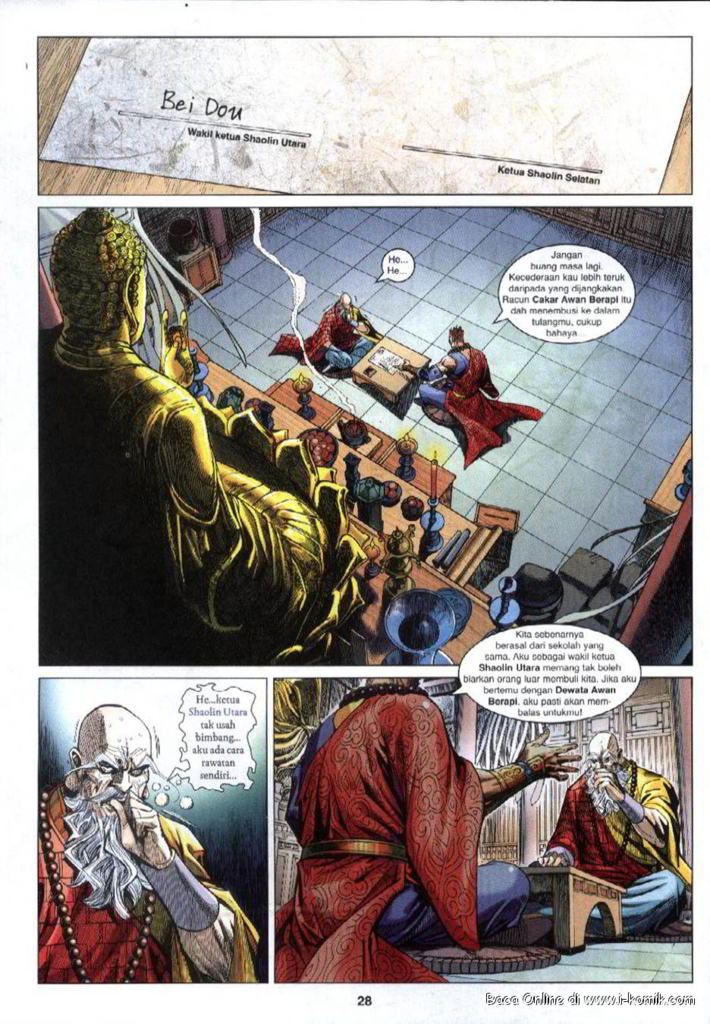 Bei Dou
Wakil ketua Shaolin Utara
Ketua Shaolin Selatan
He...
He...
Jangan
buang masa lagi.
Kecederaan kau lebih teruk
daripada yang dijangkakan.
Racun Cakar Awan Berapi itu
dah menembusi ke dalam
tulangmu, cukup
bahaya...
Kita sebenarnya
berasal dari sekolah yang
sama. Aku sebagai wakil ketua
Shaolin Utara memang tak boleh
biarkan orang luar membuli kita. Jika aku
bertemu dengan Dewata Awan
Berapi, aku pasti akan mem-
balas untukmu!
He...ketua
Shaolin Utara
tak usah
bimbang...
aku ada cara
rawatan
sendiri...
28
Baca Online di www.i-komik.com